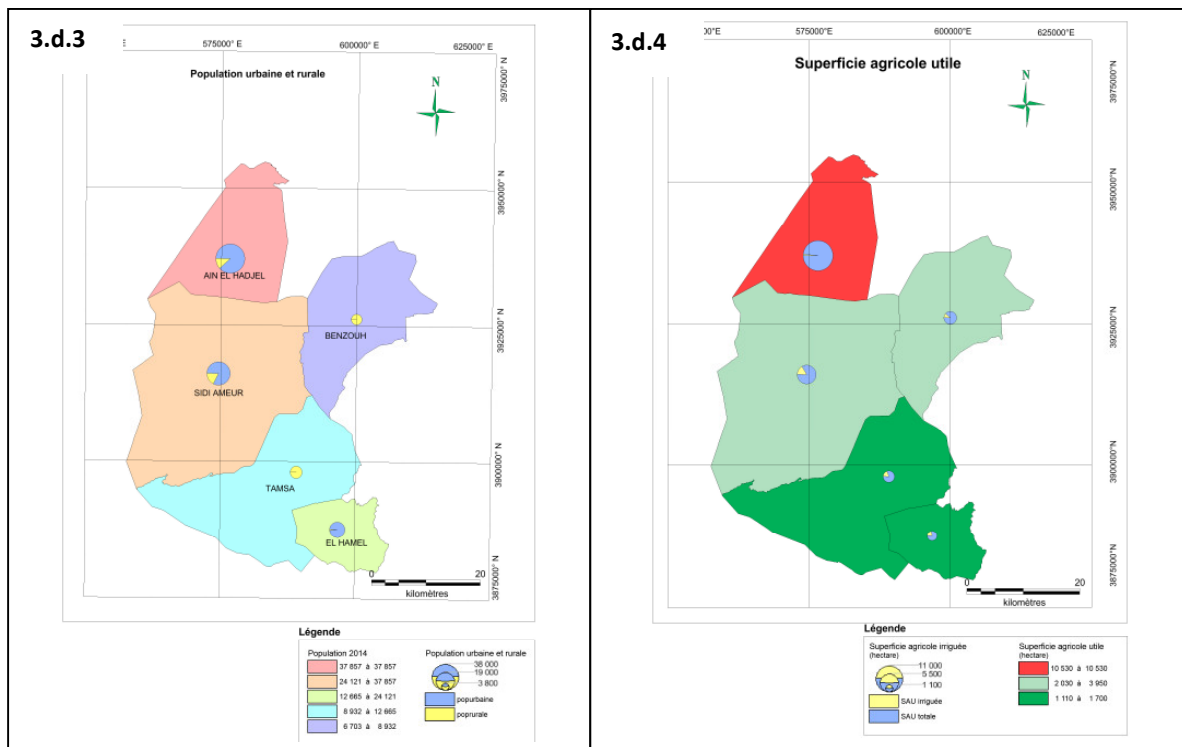 3.d.3
E
575000° E
600000° E
625000° E
Population urbaine et rurale
N
3975000° N
3950000° N
3925000° N
3900000° N
3875000° N
AIN EL HADJEL
BENZOUH
SIDI AMEUR
TAMSA
EL HAMEL
0 20
kilomètres
Légende
Population 2014
37 857 à 37 857
24 121 à 37 857
12 665 à 24 121
8 932 à 12 665
6 703 à 8 932
Population urbaine et rurale
38 000
19 000
3 800
popurbaine
poprurale
3.d.4
00° E
575000° E
600000° E
625000° E
Superficie agricole utile
N
3975000° N
3950000° N
3925000° N
3900000° N
3875000° N
0 20
kilomètres
Légende
Superficie agricole irriguée
(hectare)
11 000
5 500
1 100
SAU irriguée
SAU totale
Superficie agricole utile
(hectare)
10 530 à 10 530
2 030 à 3 950
1 110 à 1 700